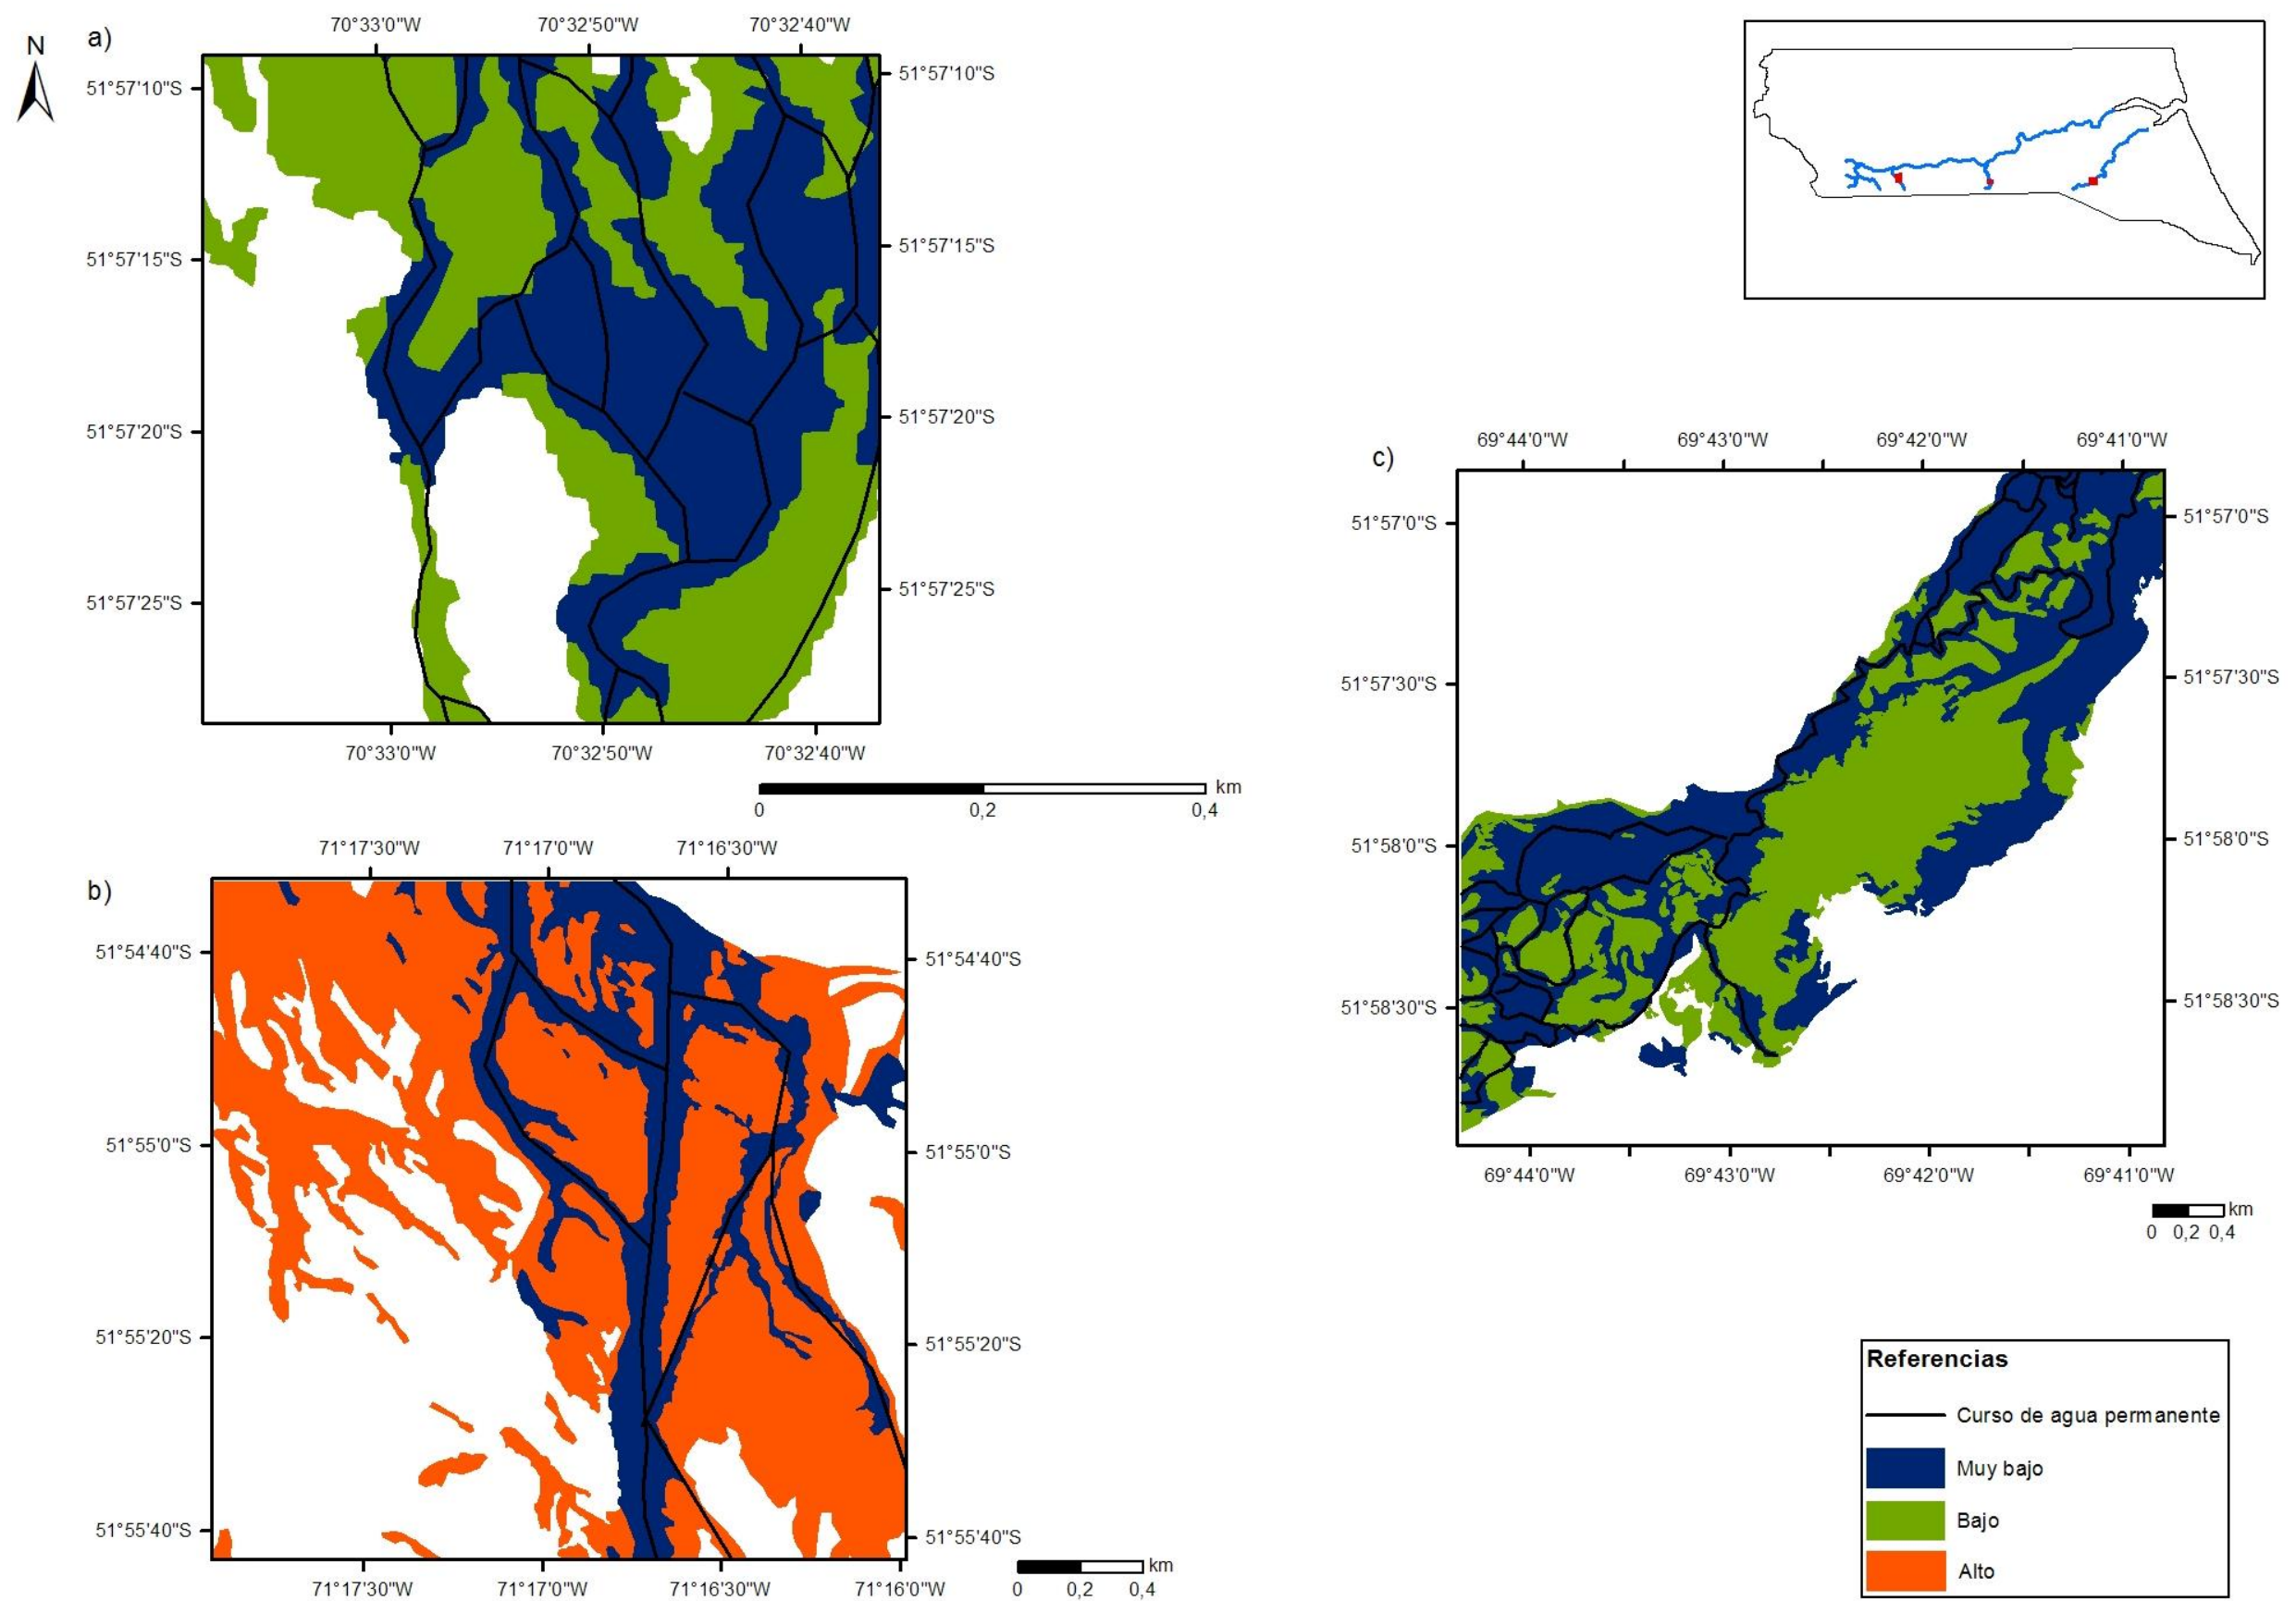 N
a)
70°33'0"W 70°32'50"W 70°32'40"W
51°57'10"S 51°57'10"S
51°57'15"S 51°57'15"S
51°57'20"S 51°57'20"S
51°57'25"S 51°57'25"S
70°33'0"W 70°32'50"W 70°32'40"W
km
0 0,2 0,4
b)
71°17'30"W 71°17'0"W 71°16'30"W
51°54'40"S 51°54'40"S
51°55'0"S 51°55'0"S
51°55'20"S 51°55'20"S
51°55'40"S 51°55'40"S
71°17'30"W 71°17'0"W 71°16'30"W 71°16'0"W
km
0 0,2 0,4
c)
69°44'0"W 69°43'0"W 69°42'0"W 69°41'0"W
51°57'0"S 51°57'0"S
51°57'30"S 51°57'30"S
51°58'0"S 51°58'0"S
51°58'30"S 51°58'30"S
69°44'0"W 69°43'0"W 69°42'0"W 69°41'0"W
km
0 0,2 0,4
Referencias
Curso de agua permanente
Muy bajo
Bajo
Alto